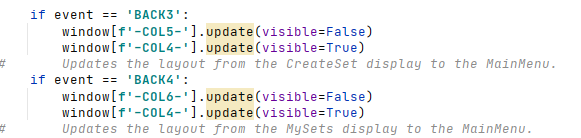 if event == 'BACK3':
    window[f'-COL5-'].update(visible=False)
    window[f'-COL4-'].update(visible=True)
#       Updates the layout from the CreateSet display to the MainMenu.
if event == 'BACK4':
    window[f'-COL6-'].update(visible=False)
    window[f'-COL4-'].update(visible=True)
#       Updates the layout from the MySets display to the MainMenu.